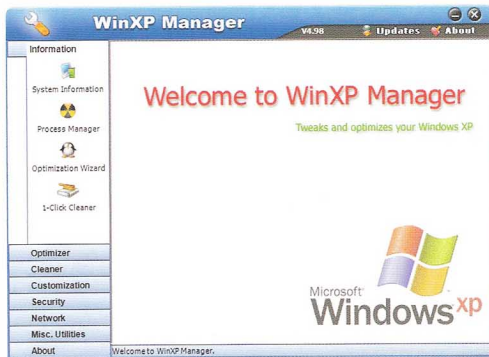 WinXP Manager
V4.98
Updates
About
Information
System Information
Process Manager
Optimization Wizard
1-Click Cleaner
Optimizer
Cleaner
Customization
Security
Network
Misc. Utilities
About
Welcome to WinXP Manager
Tweaks and optimizes your Windows XP
Microsoft
Windows xp
Welcome to WinXP Manager.